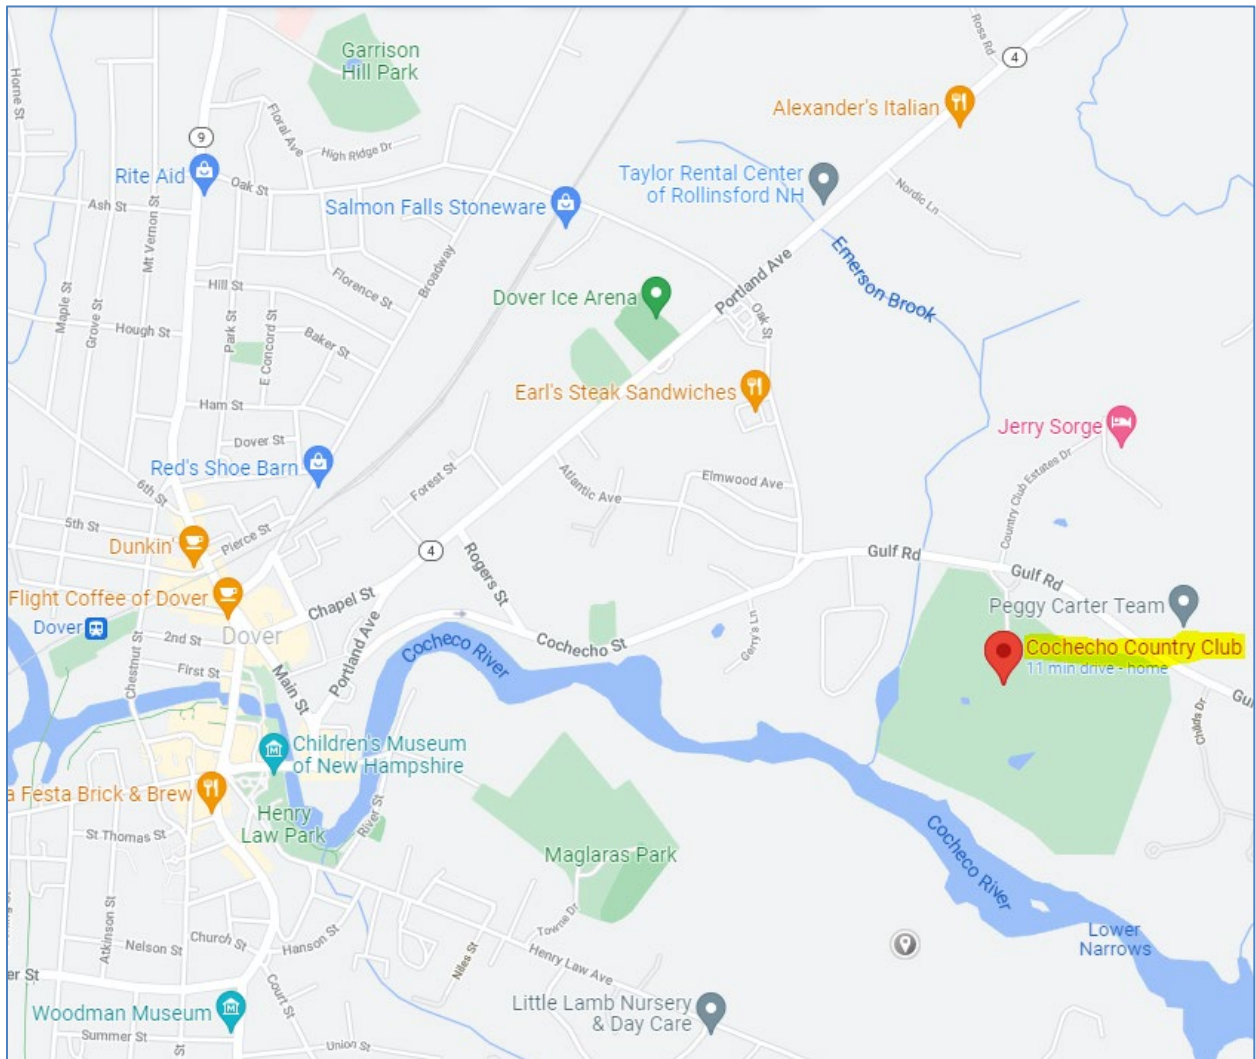 Garrison
Hill Park
Rosa Rd
4
Horne St
Alexander's Italian
9
Floral Ave
High Ridge Dr
Rite Aid
Oak St
Taylor Rental Center
of Rollinsford NH
Nordic Ln
Ash St
Mt Vernon St
Salmon Falls Stoneware
Emerson Brook
Broadway
Florence St
Portland Ave
Hill St
Dover Ice Arena
Maple St
Grove St
Hough St
Park St
E Concord St
Baker St
Oak St
Earl's Steak Sandwiches
Ham St
Jerry Sorge
Dover St
Red's Shoe Barn
Country Club Estates Dr
6th St
Forest St
Atlantic Ave
Elmwood Ave
5th St
Pierce St
Dunkin'
4
Rogers St
Gulf Rd
Gulf Rd
Flight Coffee of Dover
Chapel St
Peggy Carter Team
Dover
2nd St
Dover
Portland Ave
Cochecho St
Gerry's Ln
Cochecho Country Club
11 min drive - home
First St
Chestnut St
Main St
Cocheco River
Childs Dr
Children's Museum
of New Hampshire
a Festa Brick & Brew
Henry
Law Park
River St
St Thomas St
Maglaras Park
Cocheco River
Atkinson St
Towne Dr
Lower
Narrows
Church St
Nelson St
Hanson St
Niles St
Henry Law Ave
er St
Court St
Woodman Museum
Little Lamb Nursery
& Day Care
Summer St
Union St
St